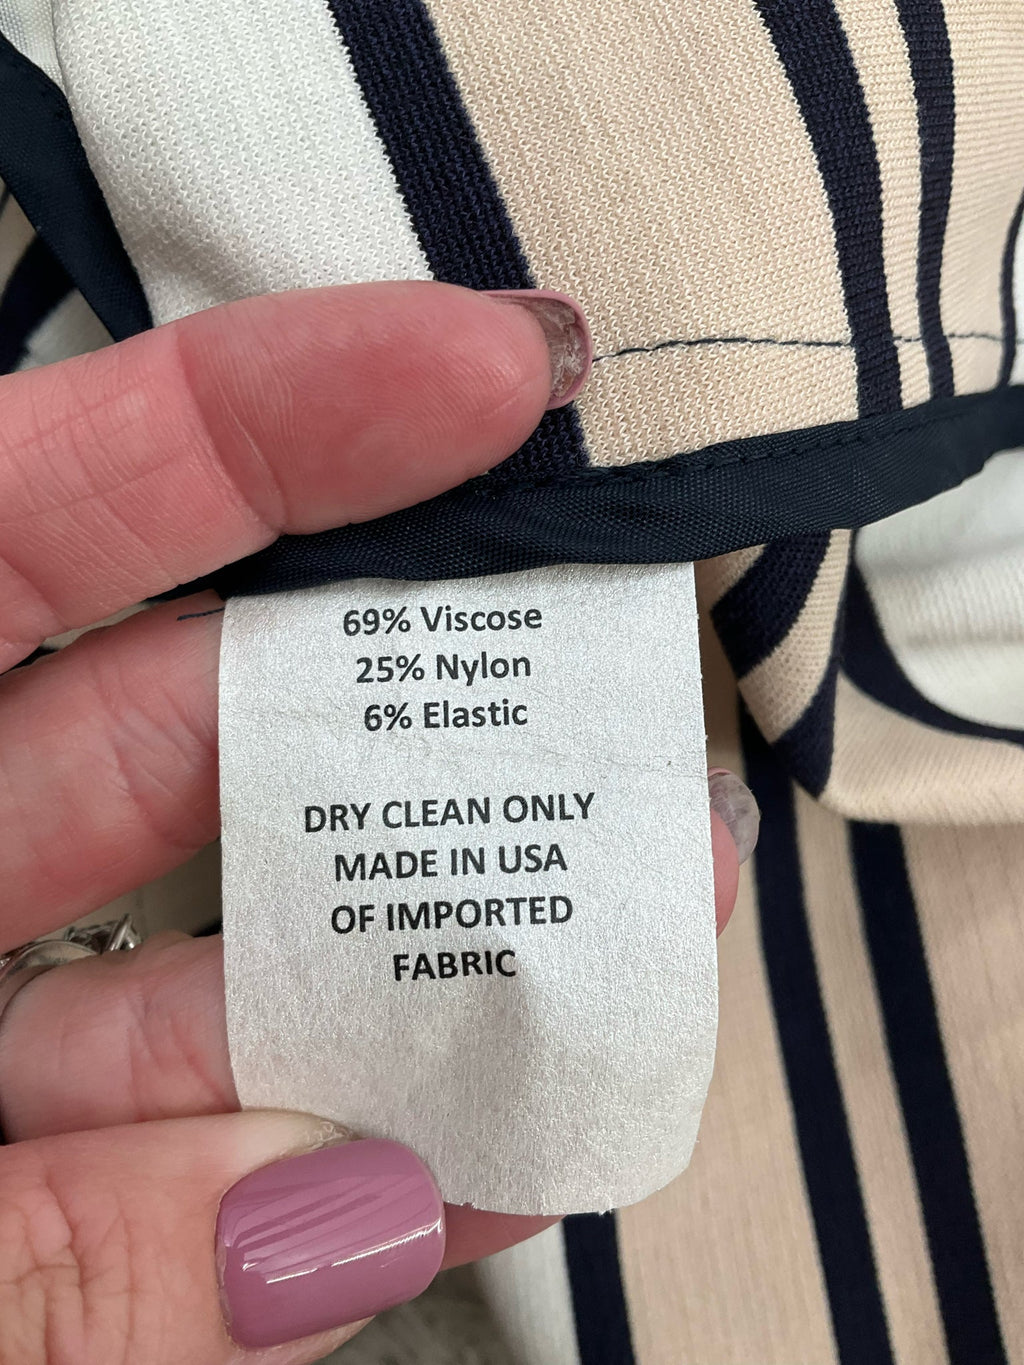 69% Viscose
25% Nylon
6% Elastic
DRY CLEAN ONLY
MADE IN USA
OF IMPORTED
FABRIC